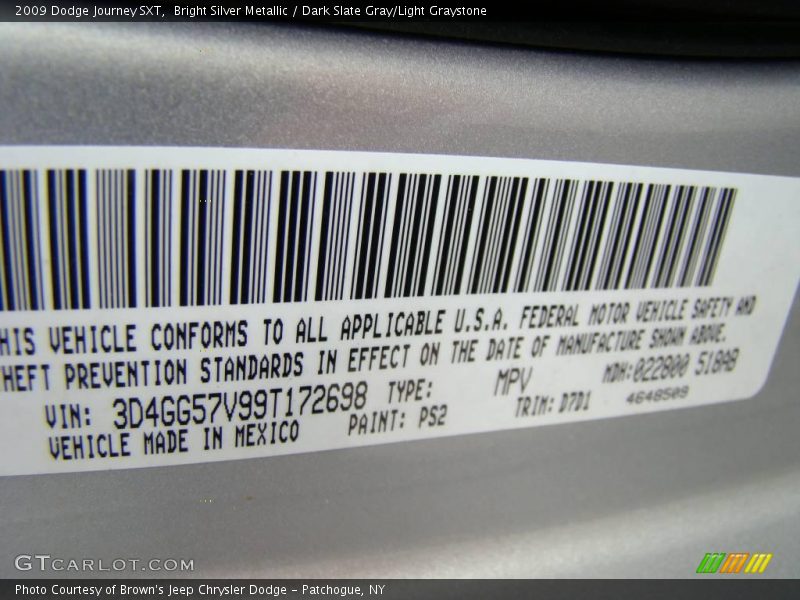 2009 Dodge Journey SXT, Bright Silver Metallic / Dark Slate Gray/Light Graystone
HIS VEHICLE CONFORMS TO ALL APPLICABLE U.S.A. FEDERAL MOTOR VEHICLE SAFETY AND
HEFT PREVENTION STANDARDS IN EFFECT ON THE DATE OF MANUFACTURE SHOWN ABOVE.
VIN: 3D4GG57V99T172698 TYPE: MPV MDH:022800 518AB
VEHICLE MADE IN MEXICO PAINT: PS2 TRIM: D7D1 4648509
GTCARLOT.COM
Photo Courtesy of Brown's Jeep Chrysler Dodge – Patchogue, NY